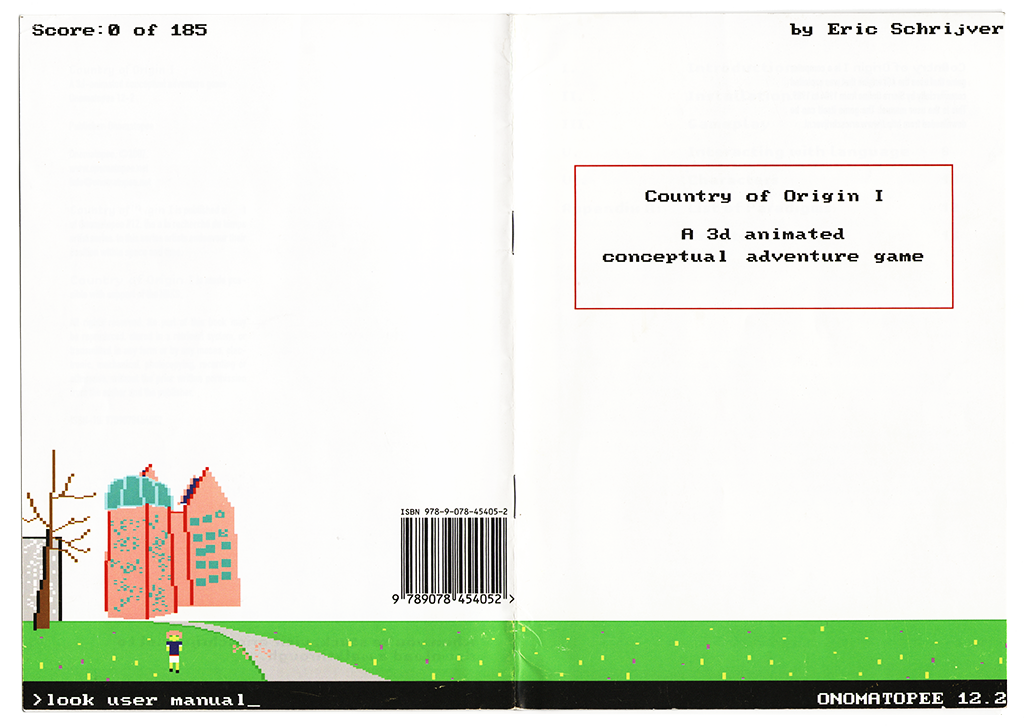 Score:0 of 185
by Eric Schrijver
Country of Origin I
A 3d animated
conceptual adventure game
ISBN 978-9-078-45405-2
9 789078 454052 >
>look user manual_
ONOMATOPEE 12.2